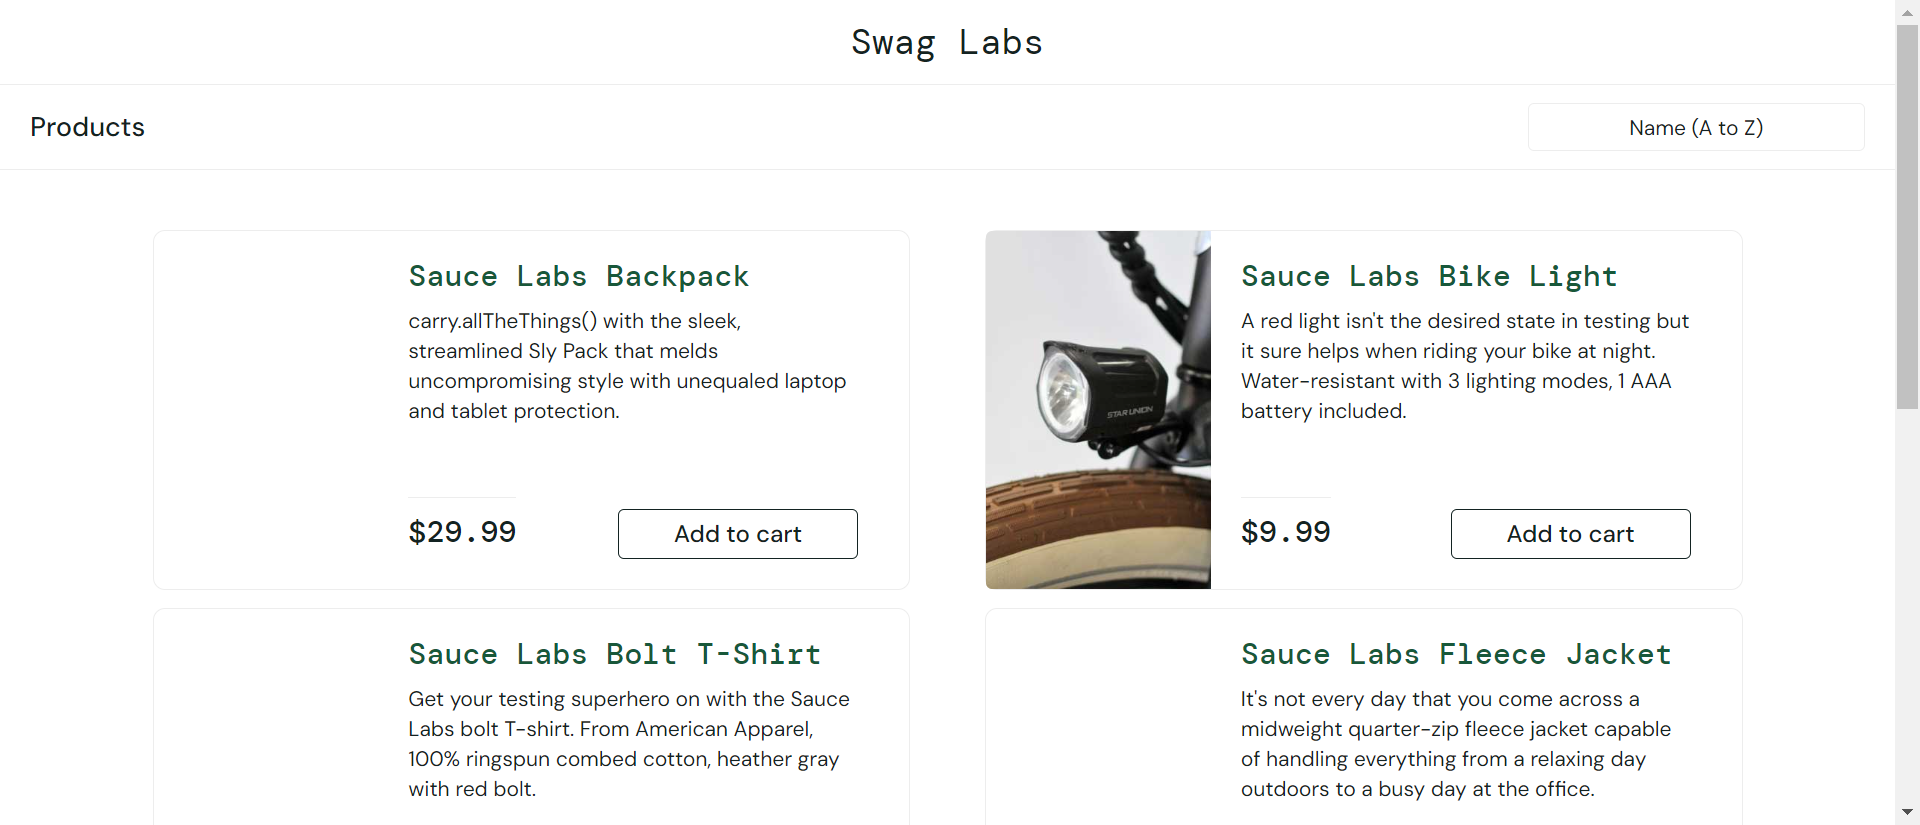 Swag Labs
Products
Name (A to Z)
Sauce Labs Backpack
carry.allTheThings() with the sleek,
streamlined Sly Pack that melds
uncompromising style with unequaled laptop
and tablet protection.
$29.99
Add to cart
STAR UNION
Sauce Labs Bike Light
A red light isn't the desired state in testing but
it sure helps when riding your bike at night.
Water-resistant with 3 lighting modes, 1 AAA
battery included.
$9.99
Add to cart
Sauce Labs Bolt T-Shirt
Get your testing superhero on with the Sauce
Labs bolt T-shirt. From American Apparel,
100% ringspun combed cotton, heather gray
with red bolt.
Sauce Labs Fleece Jacket
It's not every day that you come across a
midweight quarter-zip fleece jacket capable
of handling everything from a relaxing day
outdoors to a busy day at the office.